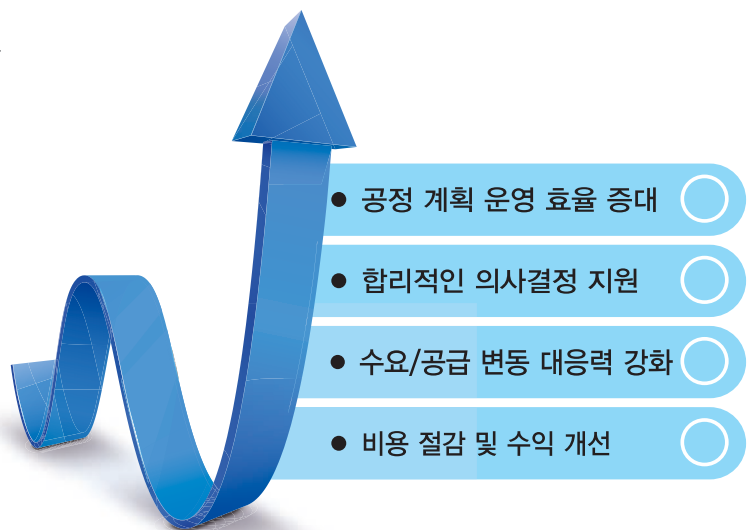 ● 공정 계획 운영 효율 증대
● 합리적인 의사결정 지원
● 수요/공급 변동 대응력 강화
● 비용 절감 및 수익 개선